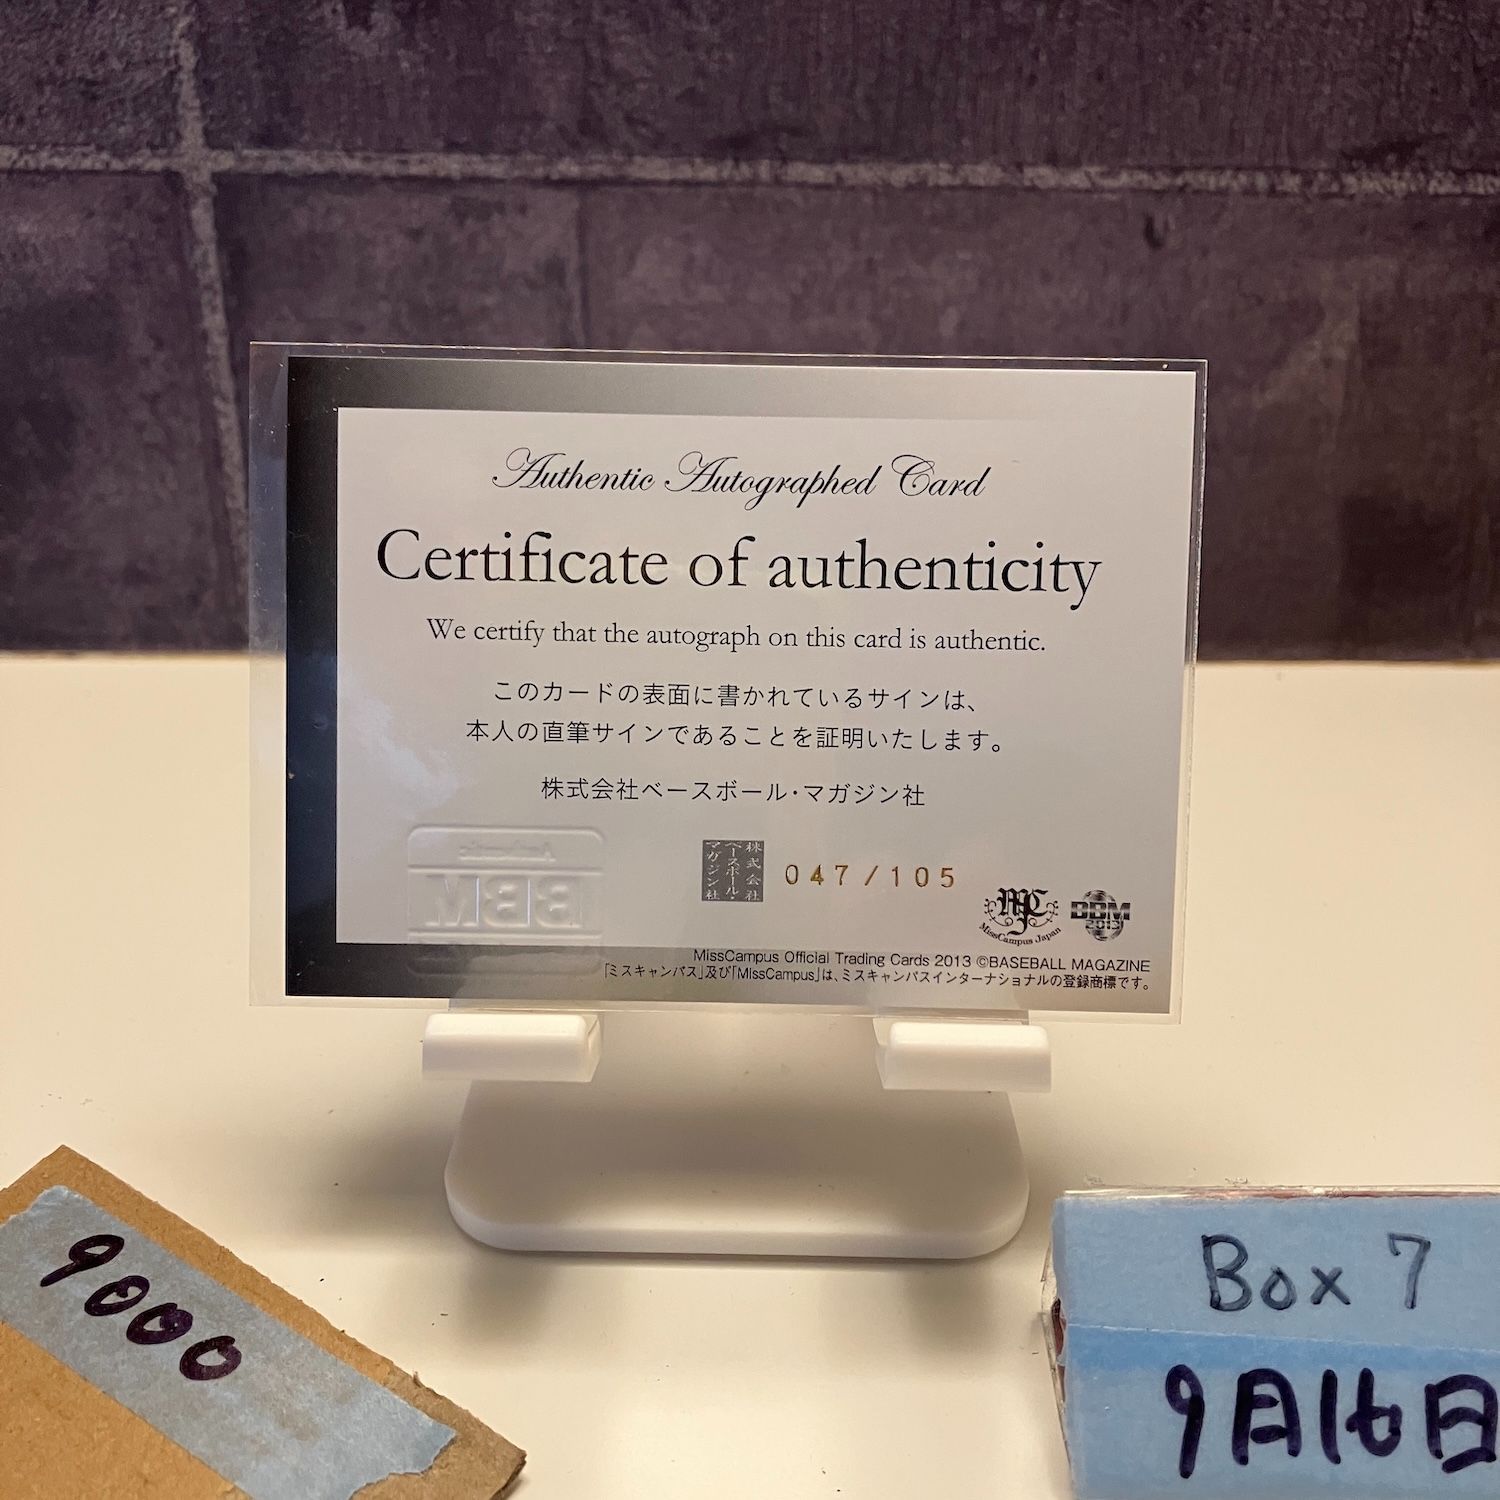 Authentic Autographed Card
Certificate of authenticity
We certify that the autograph on this card is authentic.
このカードの表面に書かれているサインは、
本人の直筆サインであることを証明いたします。
株式会社ベースボール・マガジン社
Authentic
BBM
株式会社
ベースボール・
マガジン社
047/105
MJC
MissCampus Japan
BBM
2013
MissCampus Official Trading Cards 2013 ©BASEBALL MAGAZINE
「ミスキャンパス」及び「MissCampus」は、ミスキャンパスインターナショナルの登録商標です。
9000
Box 7
9月16日